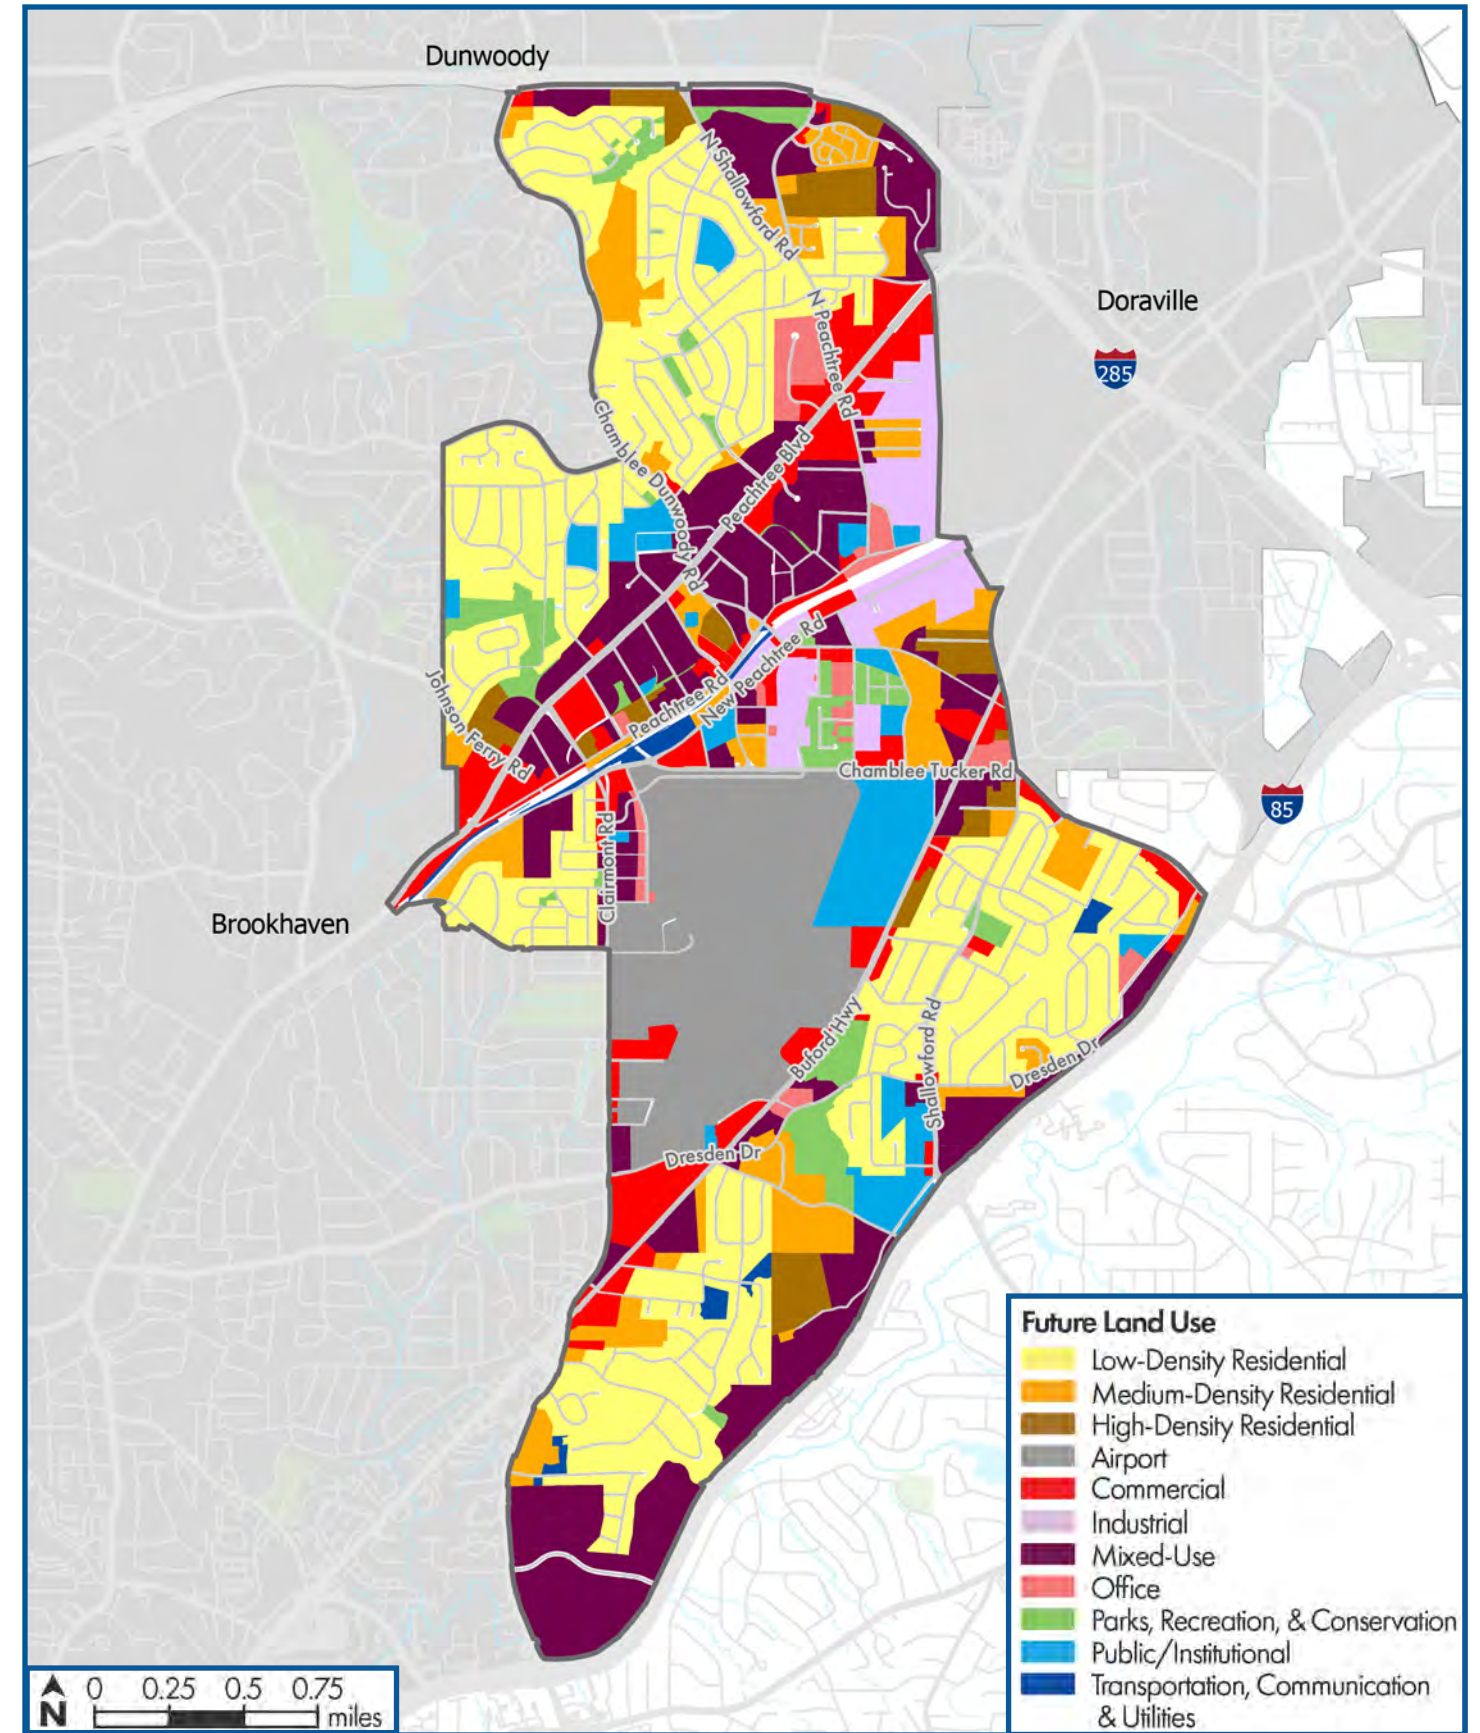 Dunwoody
N Shallowford Rd
Doraville
N Peachtree Rd
285
Chamblee Dunwoody Rd
Peachtree Blvd
Johnson Ferry Rd
Peachtree Rd
New Peachtree Rd
Chamblee Tucker Rd
85
Clairmont Rd
Brookhaven
Buford Hwy
Shallowford Rd
Dresden Dr
Dresden Dr
Future Land Use
Low-Density Residential
Medium-Density Residential
High-Density Residential
Airport
Commercial
Industrial
Mixed-Use
Office
Parks, Recreation, & Conservation
Public/Institutional
Transportation, Communication
& Utilities
N
0 0.25 0.5 0.75
miles